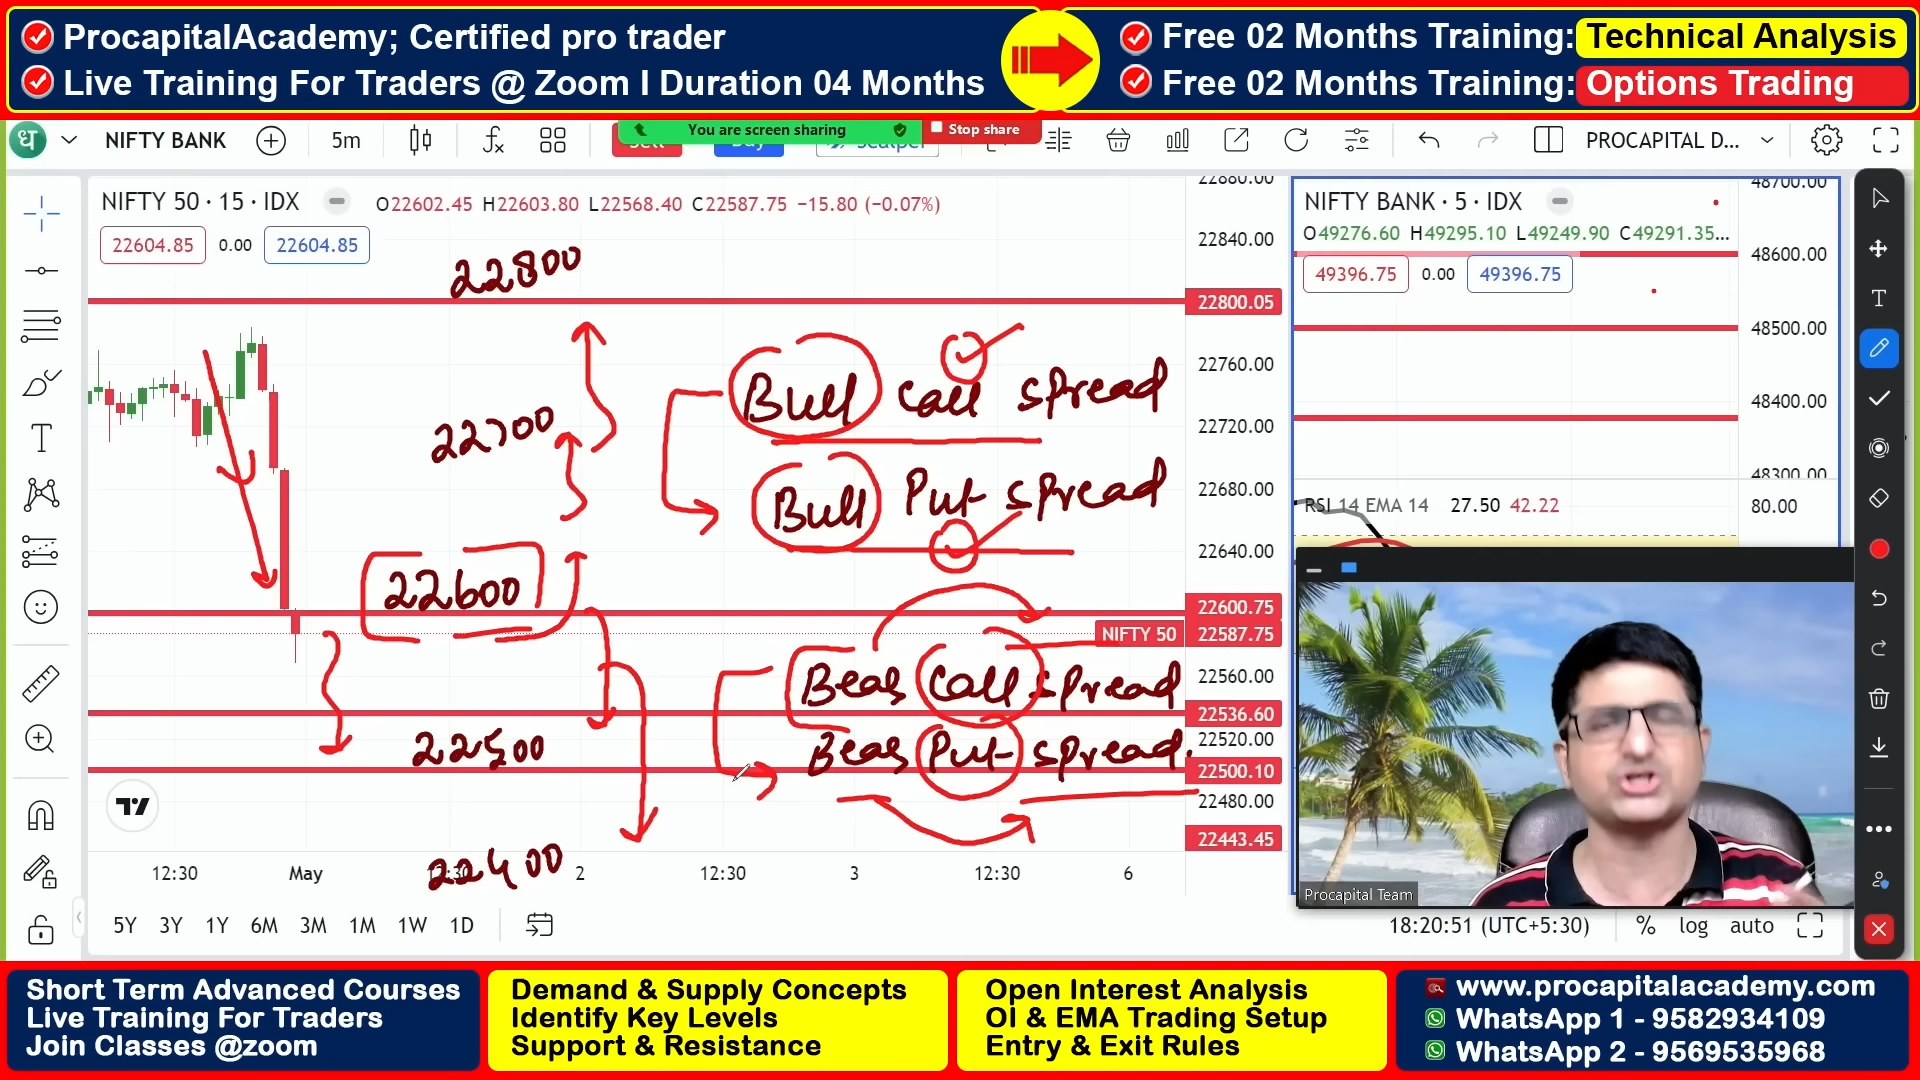 ProcapitalAcademy; Certified pro trader
Live Training For Traders @ Zoom I Duration 04 Months
Free 02 Months Training: Technical Analysis
Free 02 Months Training: Options Trading
ध
NIFTY BANK
5m
You are screen sharing
Stop share
PROCAPITAL D...
NIFTY 50 · 15 · IDX
O22602.45 H22603.80 L22568.40 C22587.75 −15.80 (−0.07%)
22604.85 0.00 22604.85
22800
22700
22600
22500
22400
Bull Call Spread
Bull Put Spread
Bear Call Spread
Bear Put Spread.
22880.00
22840.00
22800.05
22760.00
22720.00
22680.00
22640.00
22600.75
NIFTY 50 22587.75
22560.00
22536.60
22520.00
22500.10
22480.00
22443.45
12:30 May 2 12:30 3 12:30 6
5Y 3Y 1Y 6M 3M 1M 1W 1D
NIFTY BANK · 5 · IDX
O49276.60 H49295.10 L49249.90 C49291.35...
49396.75 0.00 49396.75
48700.00
48600.00
48500.00
48400.00
48300.00
RSI 14 EMA 14 27.50 42.22
80.00
Procapital Team
18:20:51 (UTC+5:30) % log auto
Short Term Advanced Courses
Live Training For Traders
Join Classes @zoom
Demand & Supply Concepts
Identify Key Levels
Support & Resistance
Open Interest Analysis
OI & EMA Trading Setup
Entry & Exit Rules
www.procapitalacademy.com
WhatsApp 1 - 9582934109
WhatsApp 2 - 9569535968